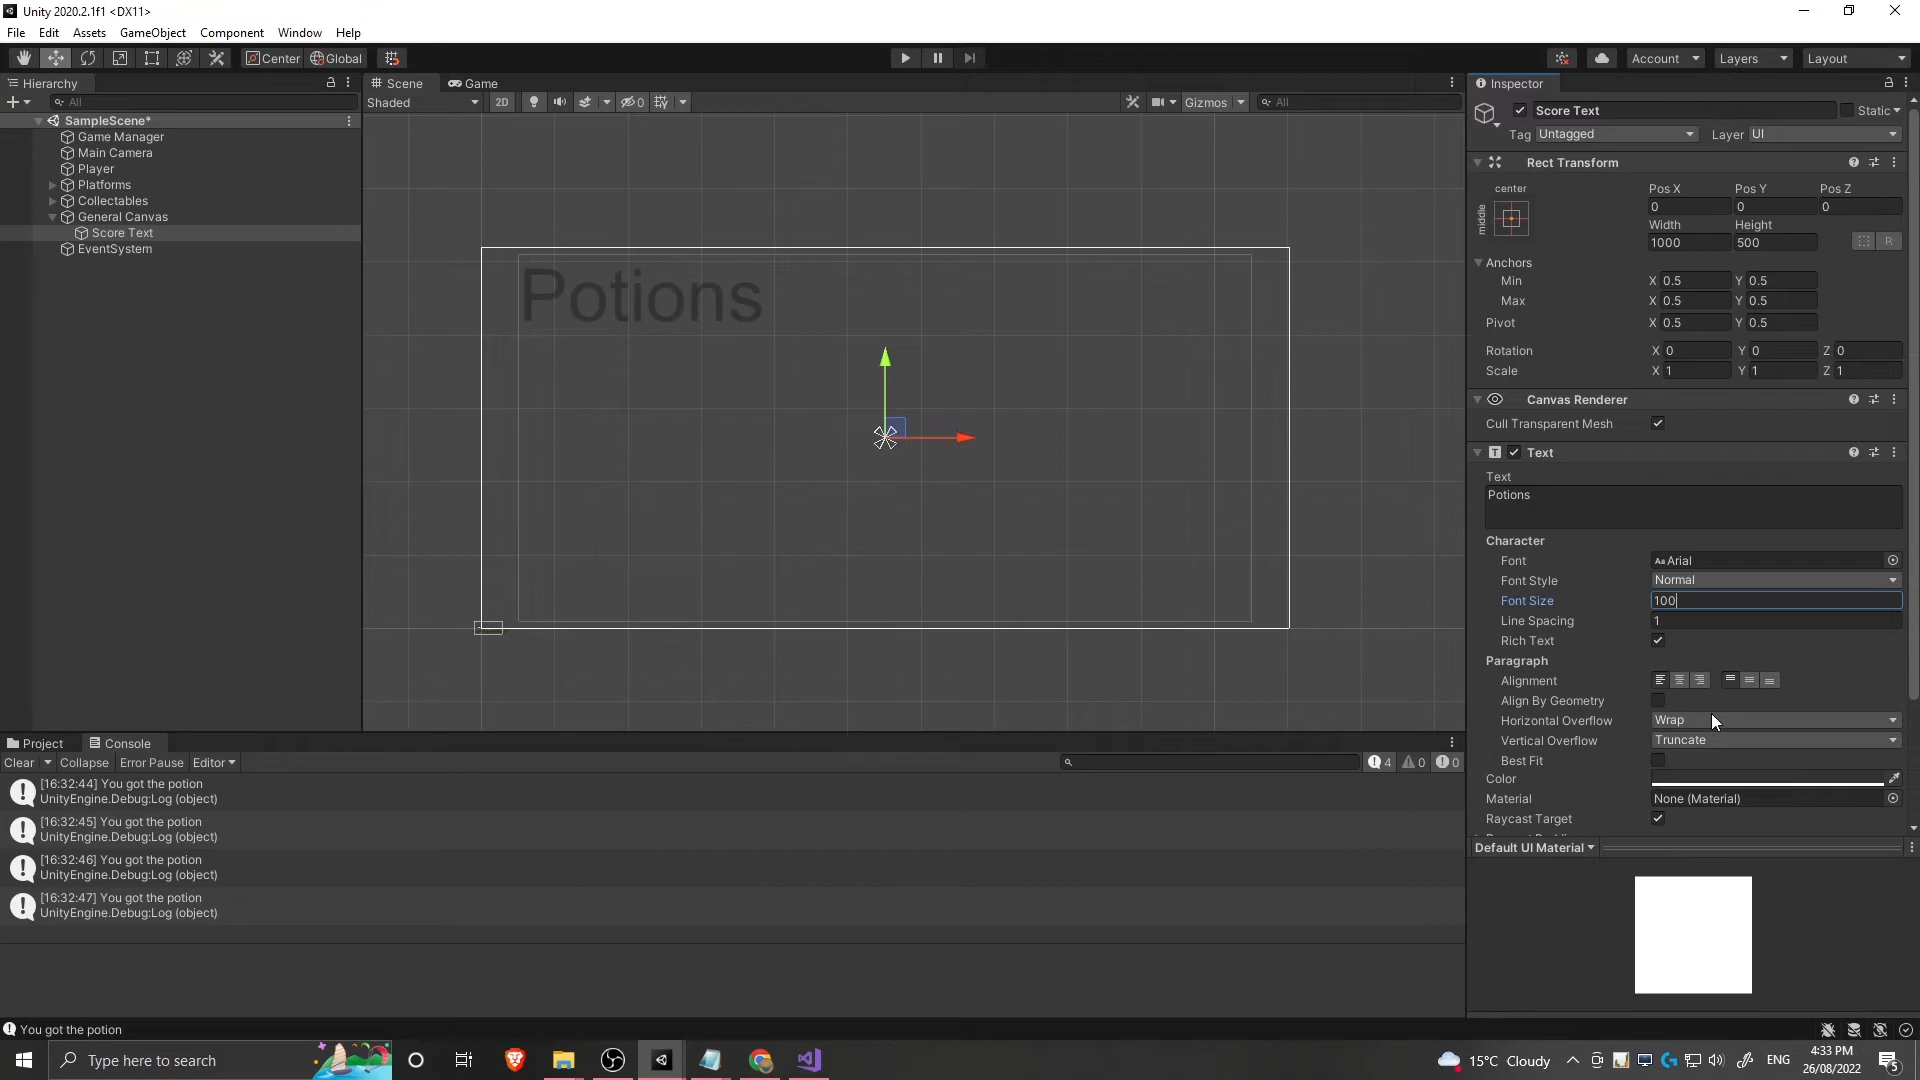 Unity 2020.2.1f1 <DX11>
File Edit Assets GameObject Component Window Help
Center Global Account Layers Layout
Hierarchy
All
SampleScene*
Game Manager
Main Camera
Player
Platforms
Collectables
General Canvas
Score Text
EventSystem
Scene Game
Shaded 2D 0 Gizmos All
Potions
Inspector
Score Text Static
Tag Untagged Layer UI
Rect Transform
center
middle
Pos X Pos Y Pos Z
0 0 0
Width Height
1000 500 R
Anchors
Min X 0.5 Y 0.5
Max X 0.5 Y 0.5
Pivot X 0.5 Y 0.5
Rotation X 0 Y 0 Z 0
Scale X 1 Y 1 Z 1
Canvas Renderer
Cull Transparent Mesh
T Text
Text
Potions
Character
Font Aa Arial
Font Style Normal
Font Size 100
Line Spacing 1
Rich Text
Paragraph
Alignment
Align By Geometry
Horizontal Overflow Wrap
Vertical Overflow Truncate
Best Fit
Color
Material None (Material)
Raycast Target
Default UI Material
Project Console
Clear Collapse Error Pause Editor 4 0 0
[16:32:44] You got the potion
UnityEngine.Debug:Log (object)
[16:32:45] You got the potion
UnityEngine.Debug:Log (object)
[16:32:46] You got the potion
UnityEngine.Debug:Log (object)
[16:32:47] You got the potion
UnityEngine.Debug:Log (object)
You got the potion
Type here to search
15°C Cloudy ENG
4:33 PM
26/08/2022
5